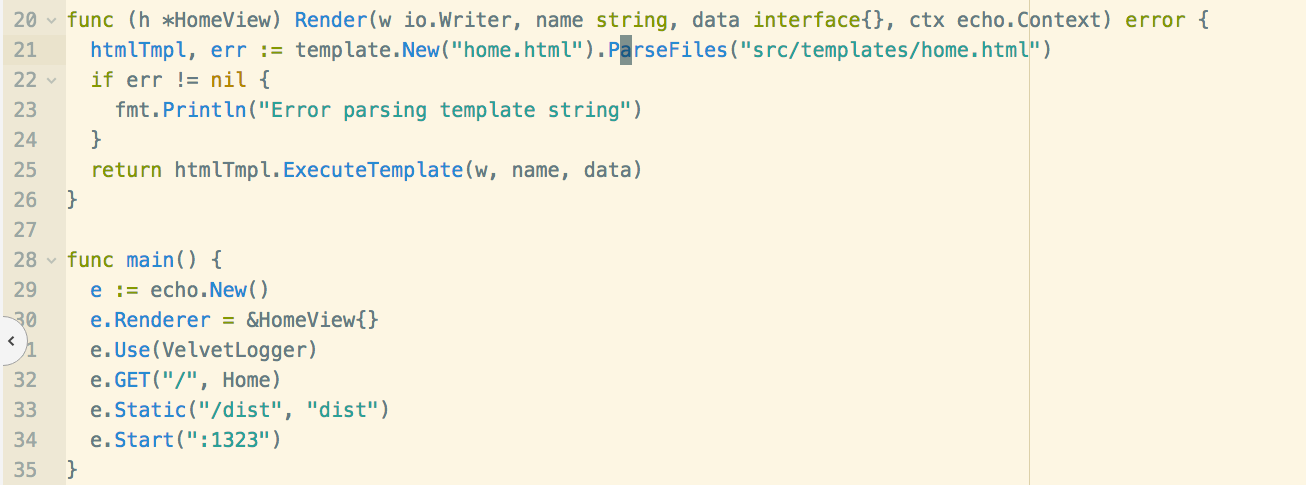 20 func (h *HomeView) Render(w io.Writer, name string, data interface{}, ctx echo.Context) error {
21   htmlTmpl, err := template.New("home.html").ParseFiles("src/templates/home.html")
22   if err != nil {
23     fmt.Println("Error parsing template string")
24   }
25   return htmlTmpl.ExecuteTemplate(w, name, data)
26 }
27
28 func main() {
29   e := echo.New()
30   e.Renderer = &HomeView{}
1   e.Use(VelvetLogger)
32   e.GET("/", Home)
33   e.Static("/dist", "dist")
34   e.Start(":1323")
35 }